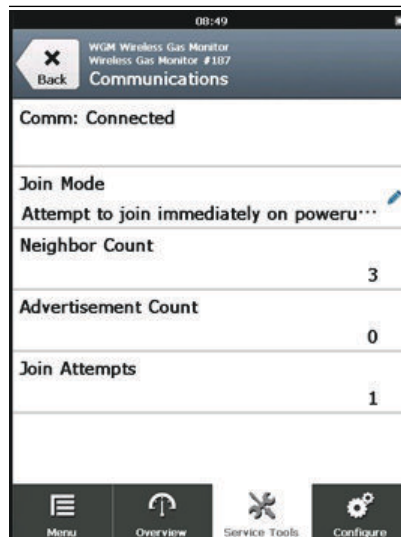 08:49
WGM Wireless Gas Monitor
Wireless Gas Monitor #187
Back
Communications
Comm: Connected
Join Mode
Attempt to join immediately on poweru···
Neighbor Count
3
Advertisement Count
0
Join Attempts
1
Menu
Overview
Service Tools
Configure